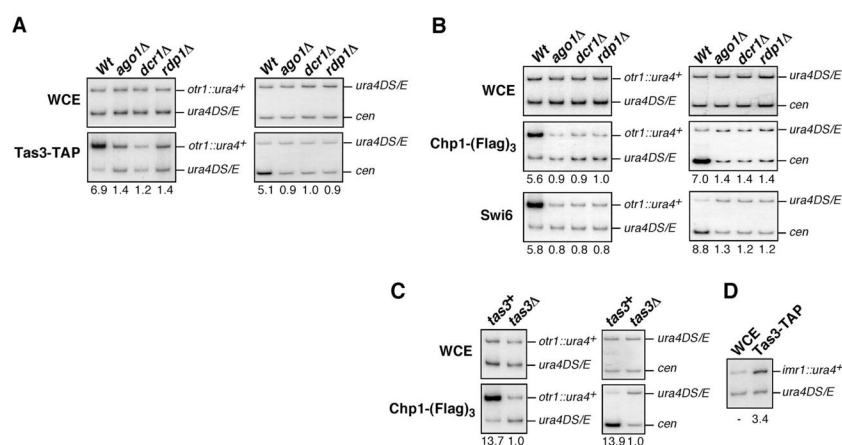 A
Wt ago1Δ dcr1Δ rdp1Δ Wt ago1Δ dcr1Δ rdp1Δ
WCE otr1::ura4+ ura4DS/E
ura4DS/E cen
Tas3-TAP otr1::ura4+ ura4DS/E
ura4DS/E cen
6.9 1.4 1.2 1.4 5.1 0.9 1.0 0.9
B
Wt ago1Δ dcr1Δ rdp1Δ Wt ago1Δ dcr1Δ rdp1Δ
WCE otr1::ura4+ ura4DS/E
ura4DS/E cen
Chp1-(Flag)3 otr1::ura4+ ura4DS/E
ura4DS/E cen
5.6 0.9 0.9 1.0 7.0 1.4 1.4 1.4
Swi6 otr1::ura4+ ura4DS/E
ura4DS/E cen
5.8 0.8 0.8 0.8 8.8 1.3 1.2 1.2
C
tas3+ tas3Δ tas3+ tas3Δ
WCE otr1::ura4+ ura4DS/E
ura4DS/E cen
Chp1-(Flag)3 otr1::ura4+ ura4DS/E
ura4DS/E cen
13.7 1.0 13.9 1.0
D
WCE Tas3-TAP
imr1::ura4+
ura4DS/E
- 3.4